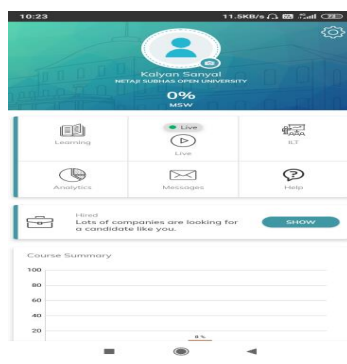 10:23
11.5KB/s
Kalyan Sanyal
NETAJI SUBHAS OPEN UNIVERSITY
0%
MSW
Learning
Live
Live
ILT
Analytics
Messages
Help
Hired
Lots of companies are looking for
a candidate like you.
SHOW
Course Summary
100
80
60
40
20
0 %